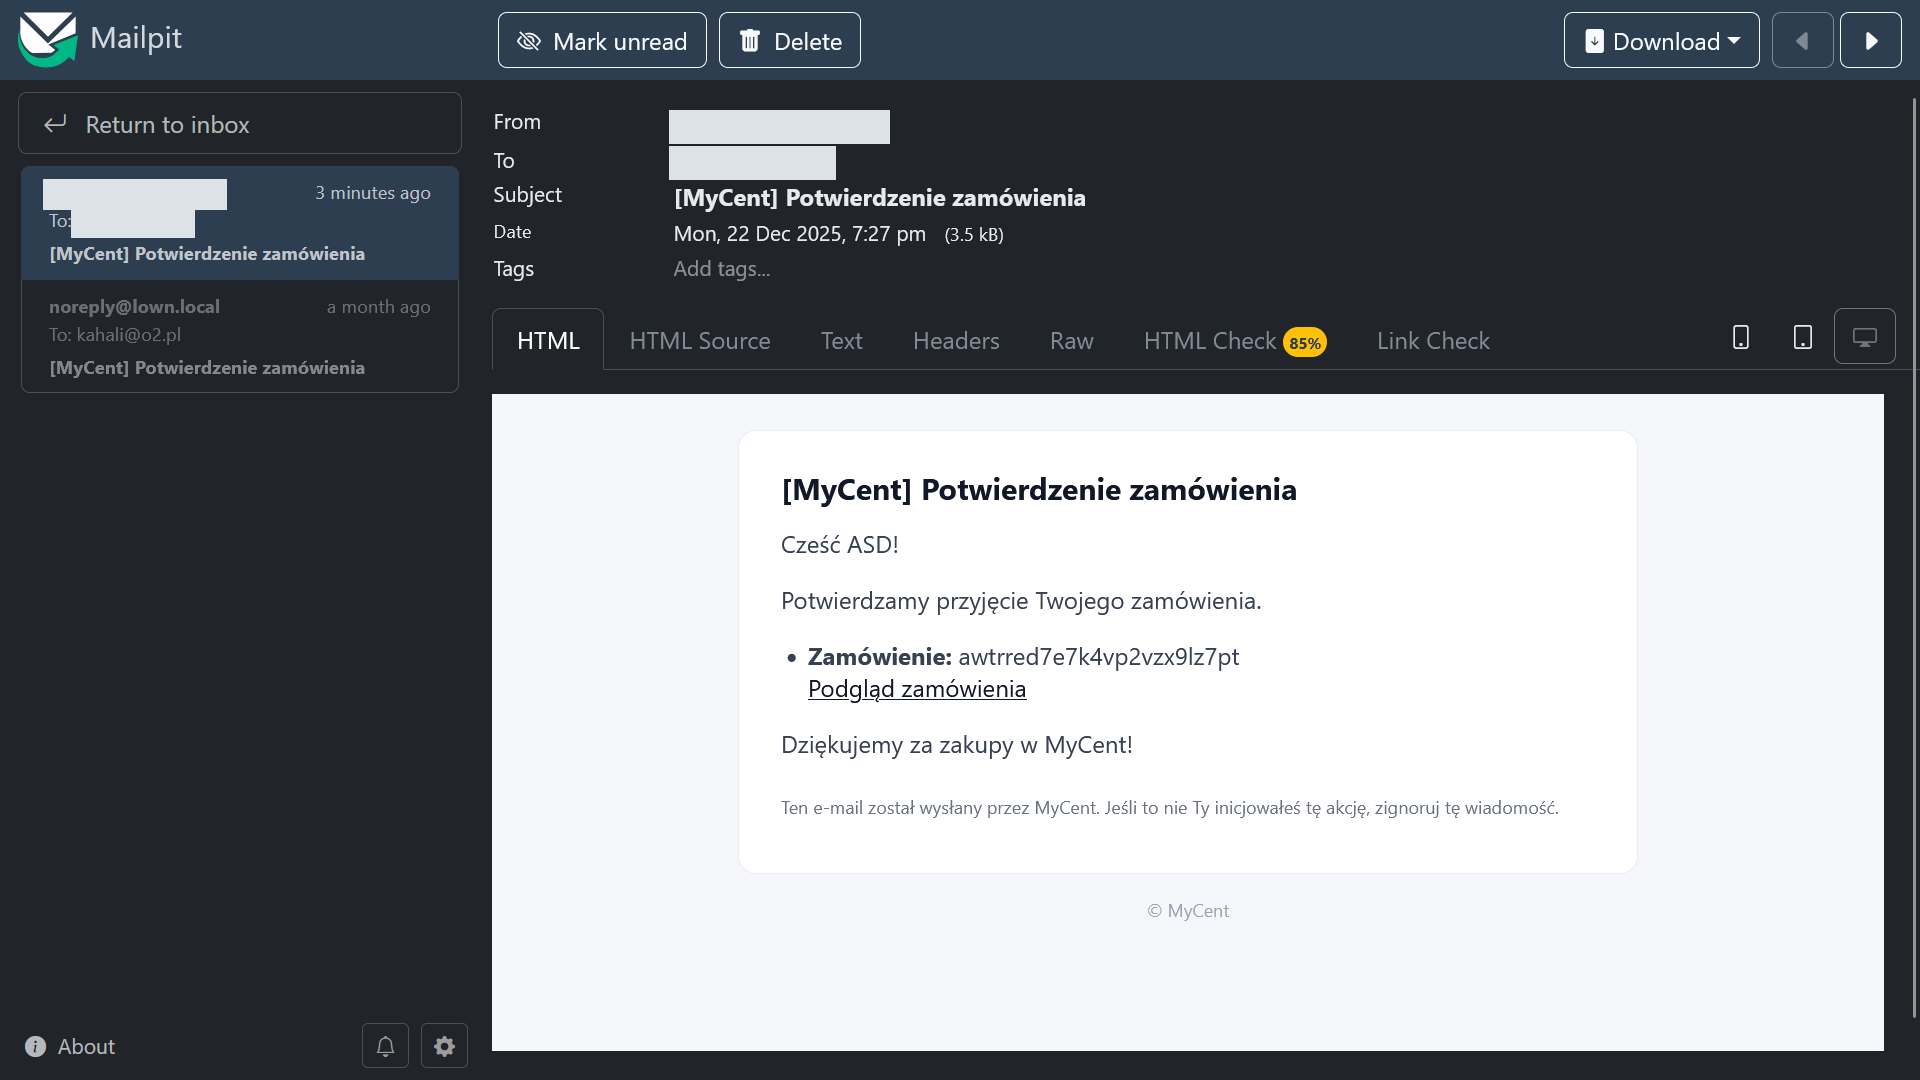 Mailpit
Mark unread
Delete
Download
Return to inbox
3 minutes ago
To:
[MyCent] Potwierdzenie zamówienia
noreply@lown.local
a month ago
To: kahali@o2.pl
[MyCent] Potwierdzenie zamówienia
From
To
Subject
[MyCent] Potwierdzenie zamówienia
Date
Mon, 22 Dec 2025, 7:27 pm (3.5 kB)
Tags
Add tags...
HTML
HTML Source
Text
Headers
Raw
HTML Check 85%
Link Check
[MyCent] Potwierdzenie zamówienia
Cześć ASD!
Potwierdzamy przyjęcie Twojego zamówienia.
• Zamówienie: awtrred7e7k4vp2vzx9lz7pt
Podgląd zamówienia
Dziękujemy za zakupy w MyCent!
Ten e-mail został wysłany przez MyCent. Jeśli to nie Ty inicjowałeś tę akcję, zignoruj tę wiadomość.
© MyCent
About